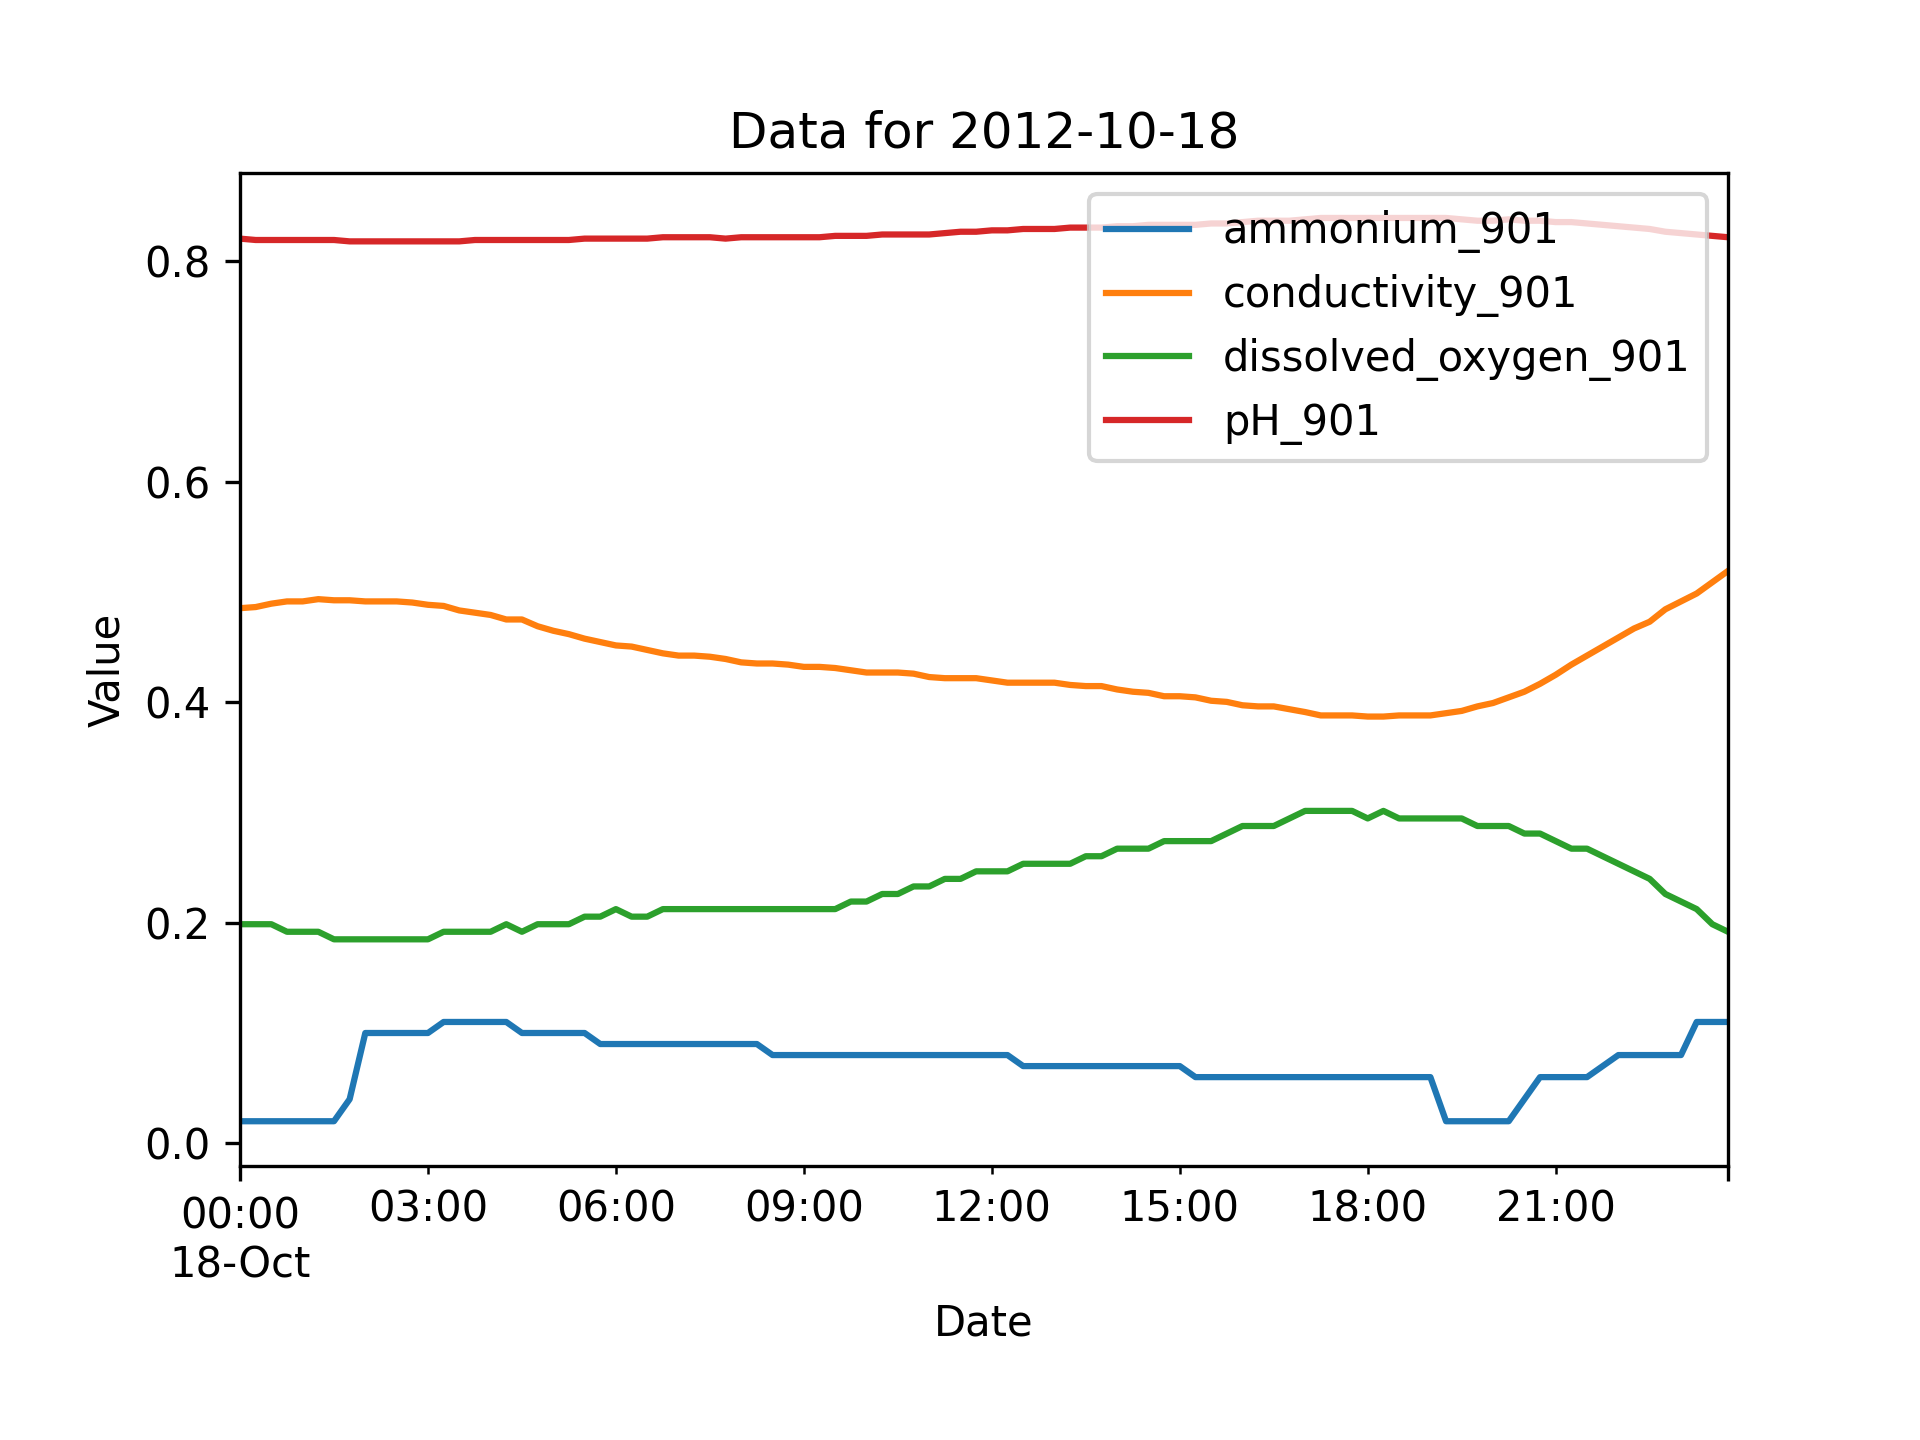 Data for 2012-10-18
ammonium_901
conductivity_901
dissolved_oxygen_901
pH_901
Value
0.8
0.6
0.4
0.2
0.0
00:00 03:00 06:00 09:00 12:00 15:00 18:00 21:00
18-Oct
Date